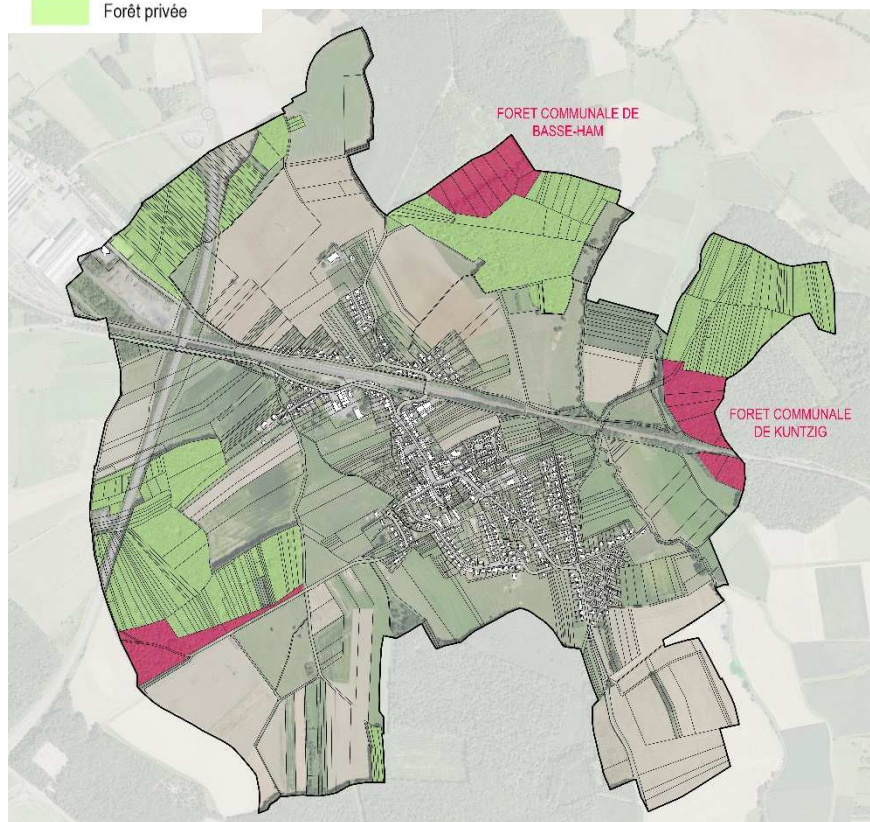 Forêt privée
FORET COMMUNALE DE
BASSE-HAM
FORET COMMUNALE
DE KUNTZIG